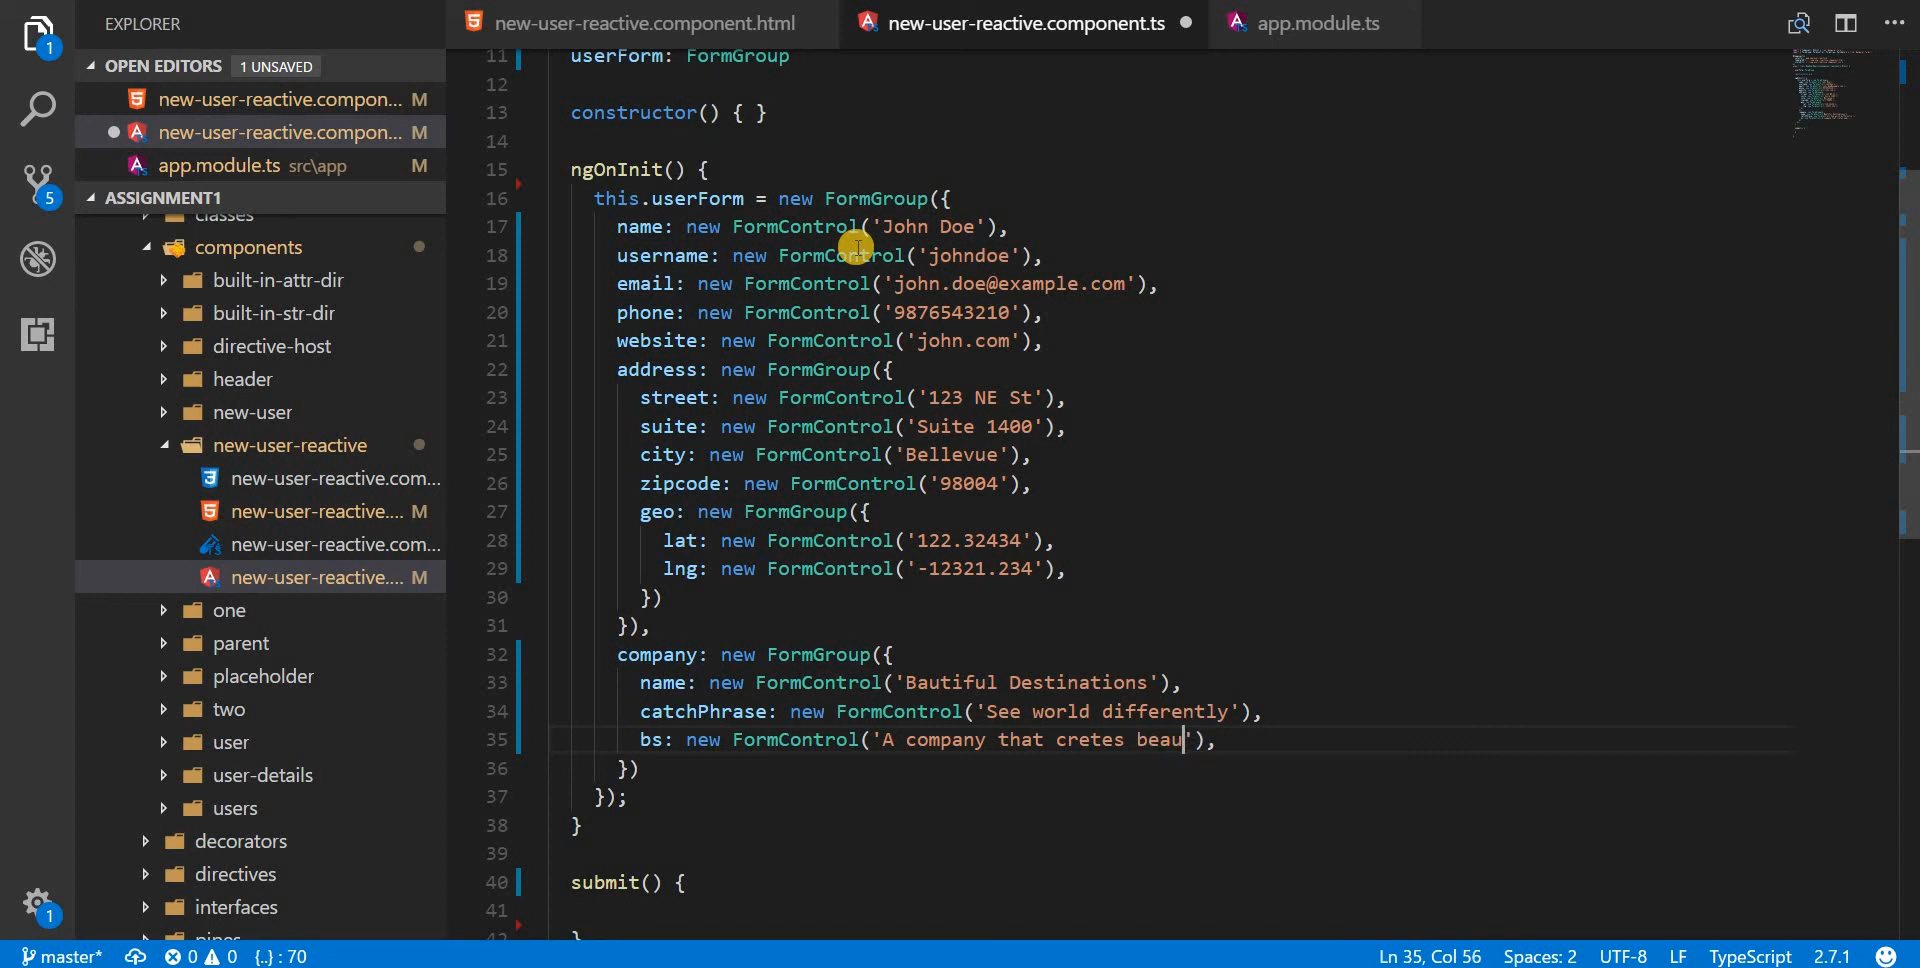 EXPLORER
new-user-reactive.component.html
new-user-reactive.component.ts
app.module.ts
1
OPEN EDITORS 1 UNSAVED
new-user-reactive.compon... M
new-user-reactive.compon... M
app.module.ts src\app M
5
ASSIGNMENT1
classes
components
built-in-attr-dir
built-in-str-dir
directive-host
header
new-user
new-user-reactive
new-user-reactive.com...
new-user-reactive.... M
new-user-reactive.com...
new-user-reactive.... M
one
parent
placeholder
two
user
user-details
users
decorators
directives
interfaces
pipes
1
11 userForm: FormGroup
12
13 constructor() { }
14
15 ngOnInit() {
16 this.userForm = new FormGroup({
17 name: new FormControl('John Doe'),
18 username: new FormControl('johndoe'),
19 email: new FormControl('john.doe@example.com'),
20 phone: new FormControl('9876543210'),
21 website: new FormControl('john.com'),
22 address: new FormGroup({
23 street: new FormControl('123 NE St'),
24 suite: new FormControl('Suite 1400'),
25 city: new FormControl('Bellevue'),
26 zipcode: new FormControl('98004'),
27 geo: new FormGroup({
28 lat: new FormControl('122.32434'),
29 lng: new FormControl('-12321.234'),
30 })
31 }),
32 company: new FormGroup({
33 name: new FormControl('Bautiful Destinations'),
34 catchPhrase: new FormControl('See world differently'),
35 bs: new FormControl('A company that cretes beau'),
36 })
37 });
38 }
39
40 submit() {
41
42 }
master* 0 0 {..} : 70
Ln 35, Col 56 Spaces: 2 UTF-8 LF TypeScript 2.7.1